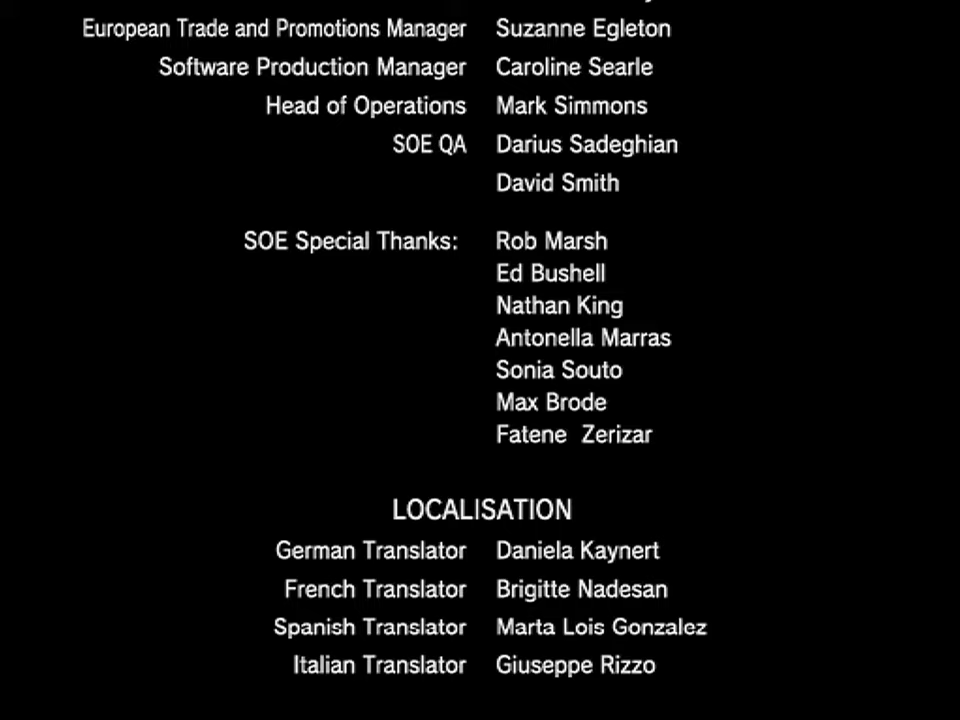 European Trade and Promotions Manager Suzanne Egleton
Software Production Manager Caroline Searle
Head of Operations Mark Simmons
SOE QA Darius Sadeghian
David Smith
SOE Special Thanks: Rob Marsh
Ed Bushell
Nathan King
Antonella Marras
Sonia Souto
Max Brode
Fatene Zerizar
LOCALISATION
German Translator Daniela Kaynert
French Translator Brigitte Nadesan
Spanish Translator Marta Lois Gonzalez
Italian Translator Giuseppe Rizzo